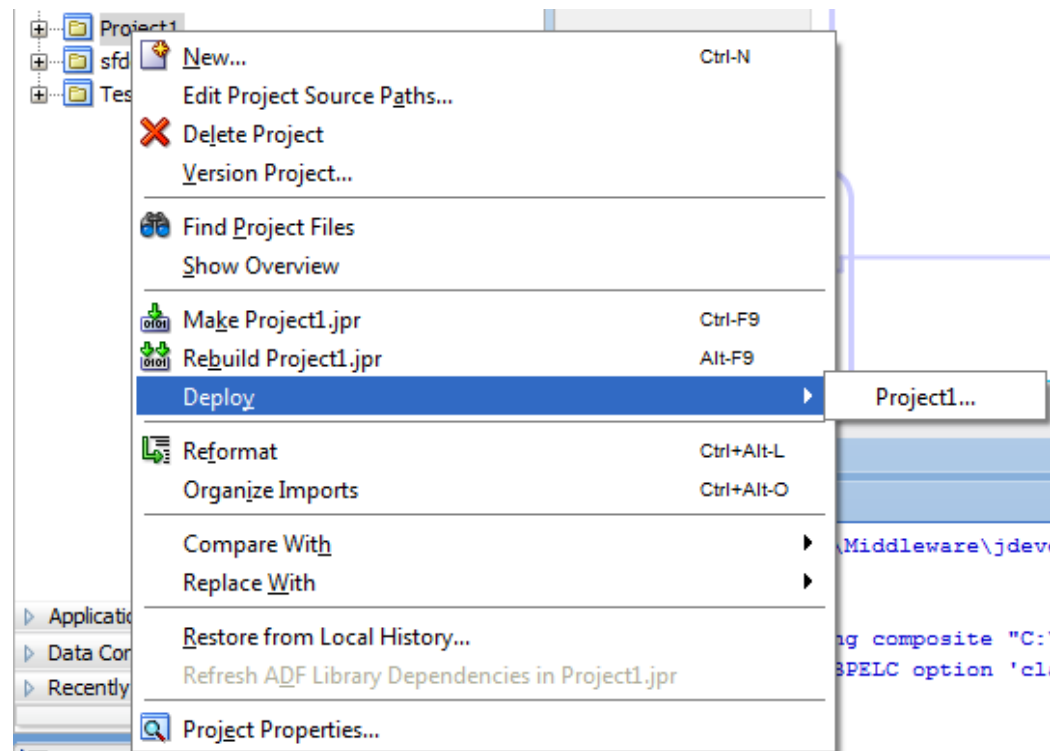 Project1
sfd
Tes
New... Ctrl-N
Edit Project Source Paths...
Delete Project
Version Project...
Find Project Files
Show Overview
Make Project1.jpr Ctrl-F9
Rebuild Project1.jpr Alt-F9
Deploy Project1...
Reformat Ctrl+Alt-L
Organize Imports Ctrl+Alt-O
Compare With
Replace With
Restore from Local History...
Refresh ADF Library Dependencies in Project1.jpr
Project Properties...
Applicatio
Data Con
Recently
\Middleware\jdev
ng composite "C:\
BPELC option 'cla